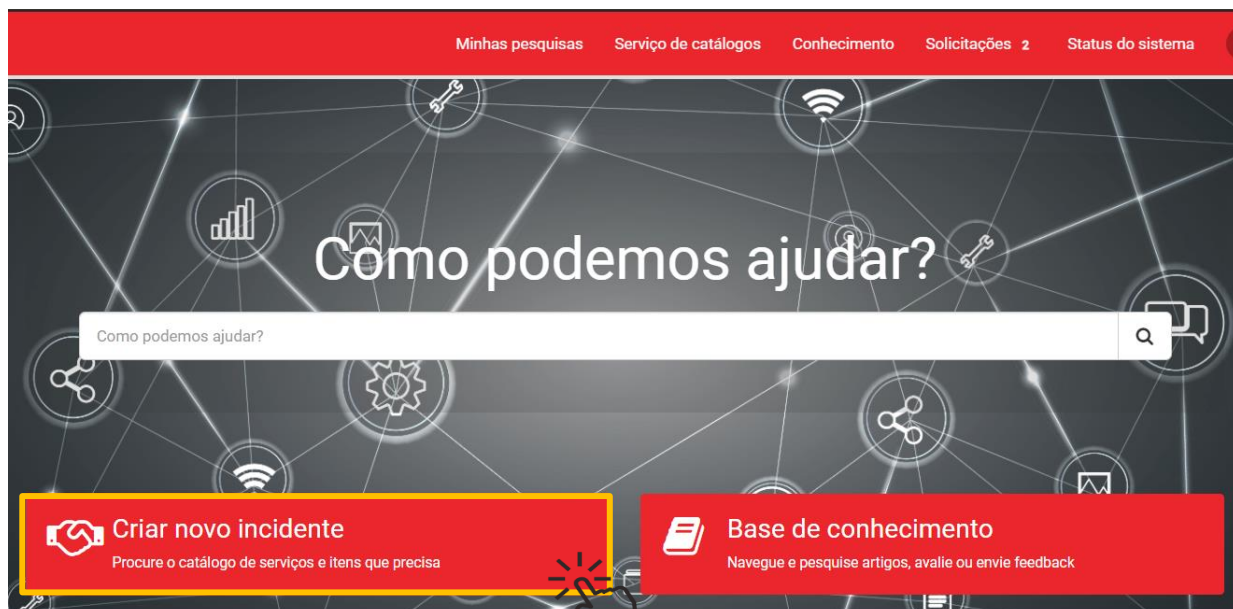 Minhas pesquisas Serviço de catálogos Conhecimento Solicitações 2 Status do sistema
Como podemos ajudar?
Como podemos ajudar?
Criar novo incidente
Procure o catálogo de serviços e itens que precisa
Base de conhecimento
Navegue e pesquise artigos, avalie ou envie feedback